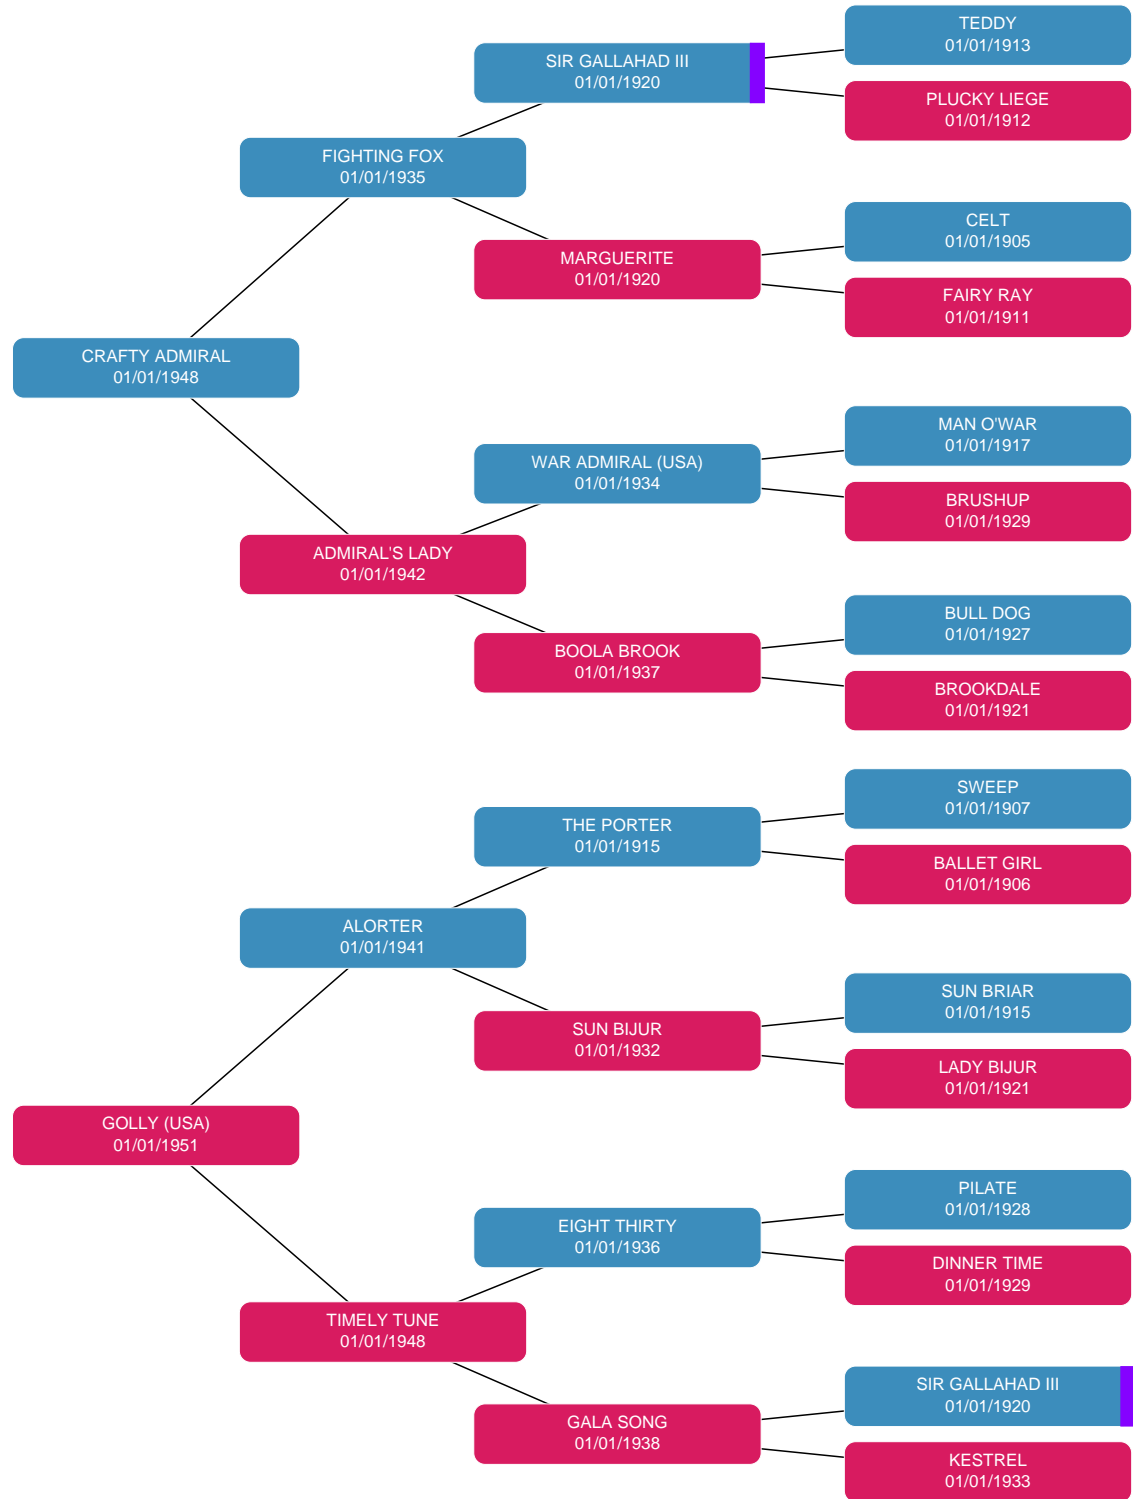 TEDDY
01/01/1913
SIR GALLAHAD III
01/01/1920
PLUCKY LIEGE
01/01/1912
FIGHTING FOX
01/01/1935
CELT
01/01/1905
MARGUERITE
01/01/1920
FAIRY RAY
01/01/1911
CRAFTY ADMIRAL
01/01/1948
MAN O'WAR
01/01/1917
WAR ADMIRAL (USA)
01/01/1934
BRUSHUP
01/01/1929
ADMIRAL'S LADY
01/01/1942
BULL DOG
01/01/1927
BOOLA BROOK
01/01/1937
BROOKDALE
01/01/1921
SWEEP
01/01/1907
THE PORTER
01/01/1915
BALLET GIRL
01/01/1906
ALORTER
01/01/1941
SUN BRIAR
01/01/1915
SUN BIJUR
01/01/1932
LADY BIJUR
01/01/1921
GOLLY (USA)
01/01/1951
PILATE
01/01/1928
EIGHT THIRTY
01/01/1936
DINNER TIME
01/01/1929
TIMELY TUNE
01/01/1948
SIR GALLAHAD III
01/01/1920
GALA SONG
01/01/1938
KESTREL
01/01/1933